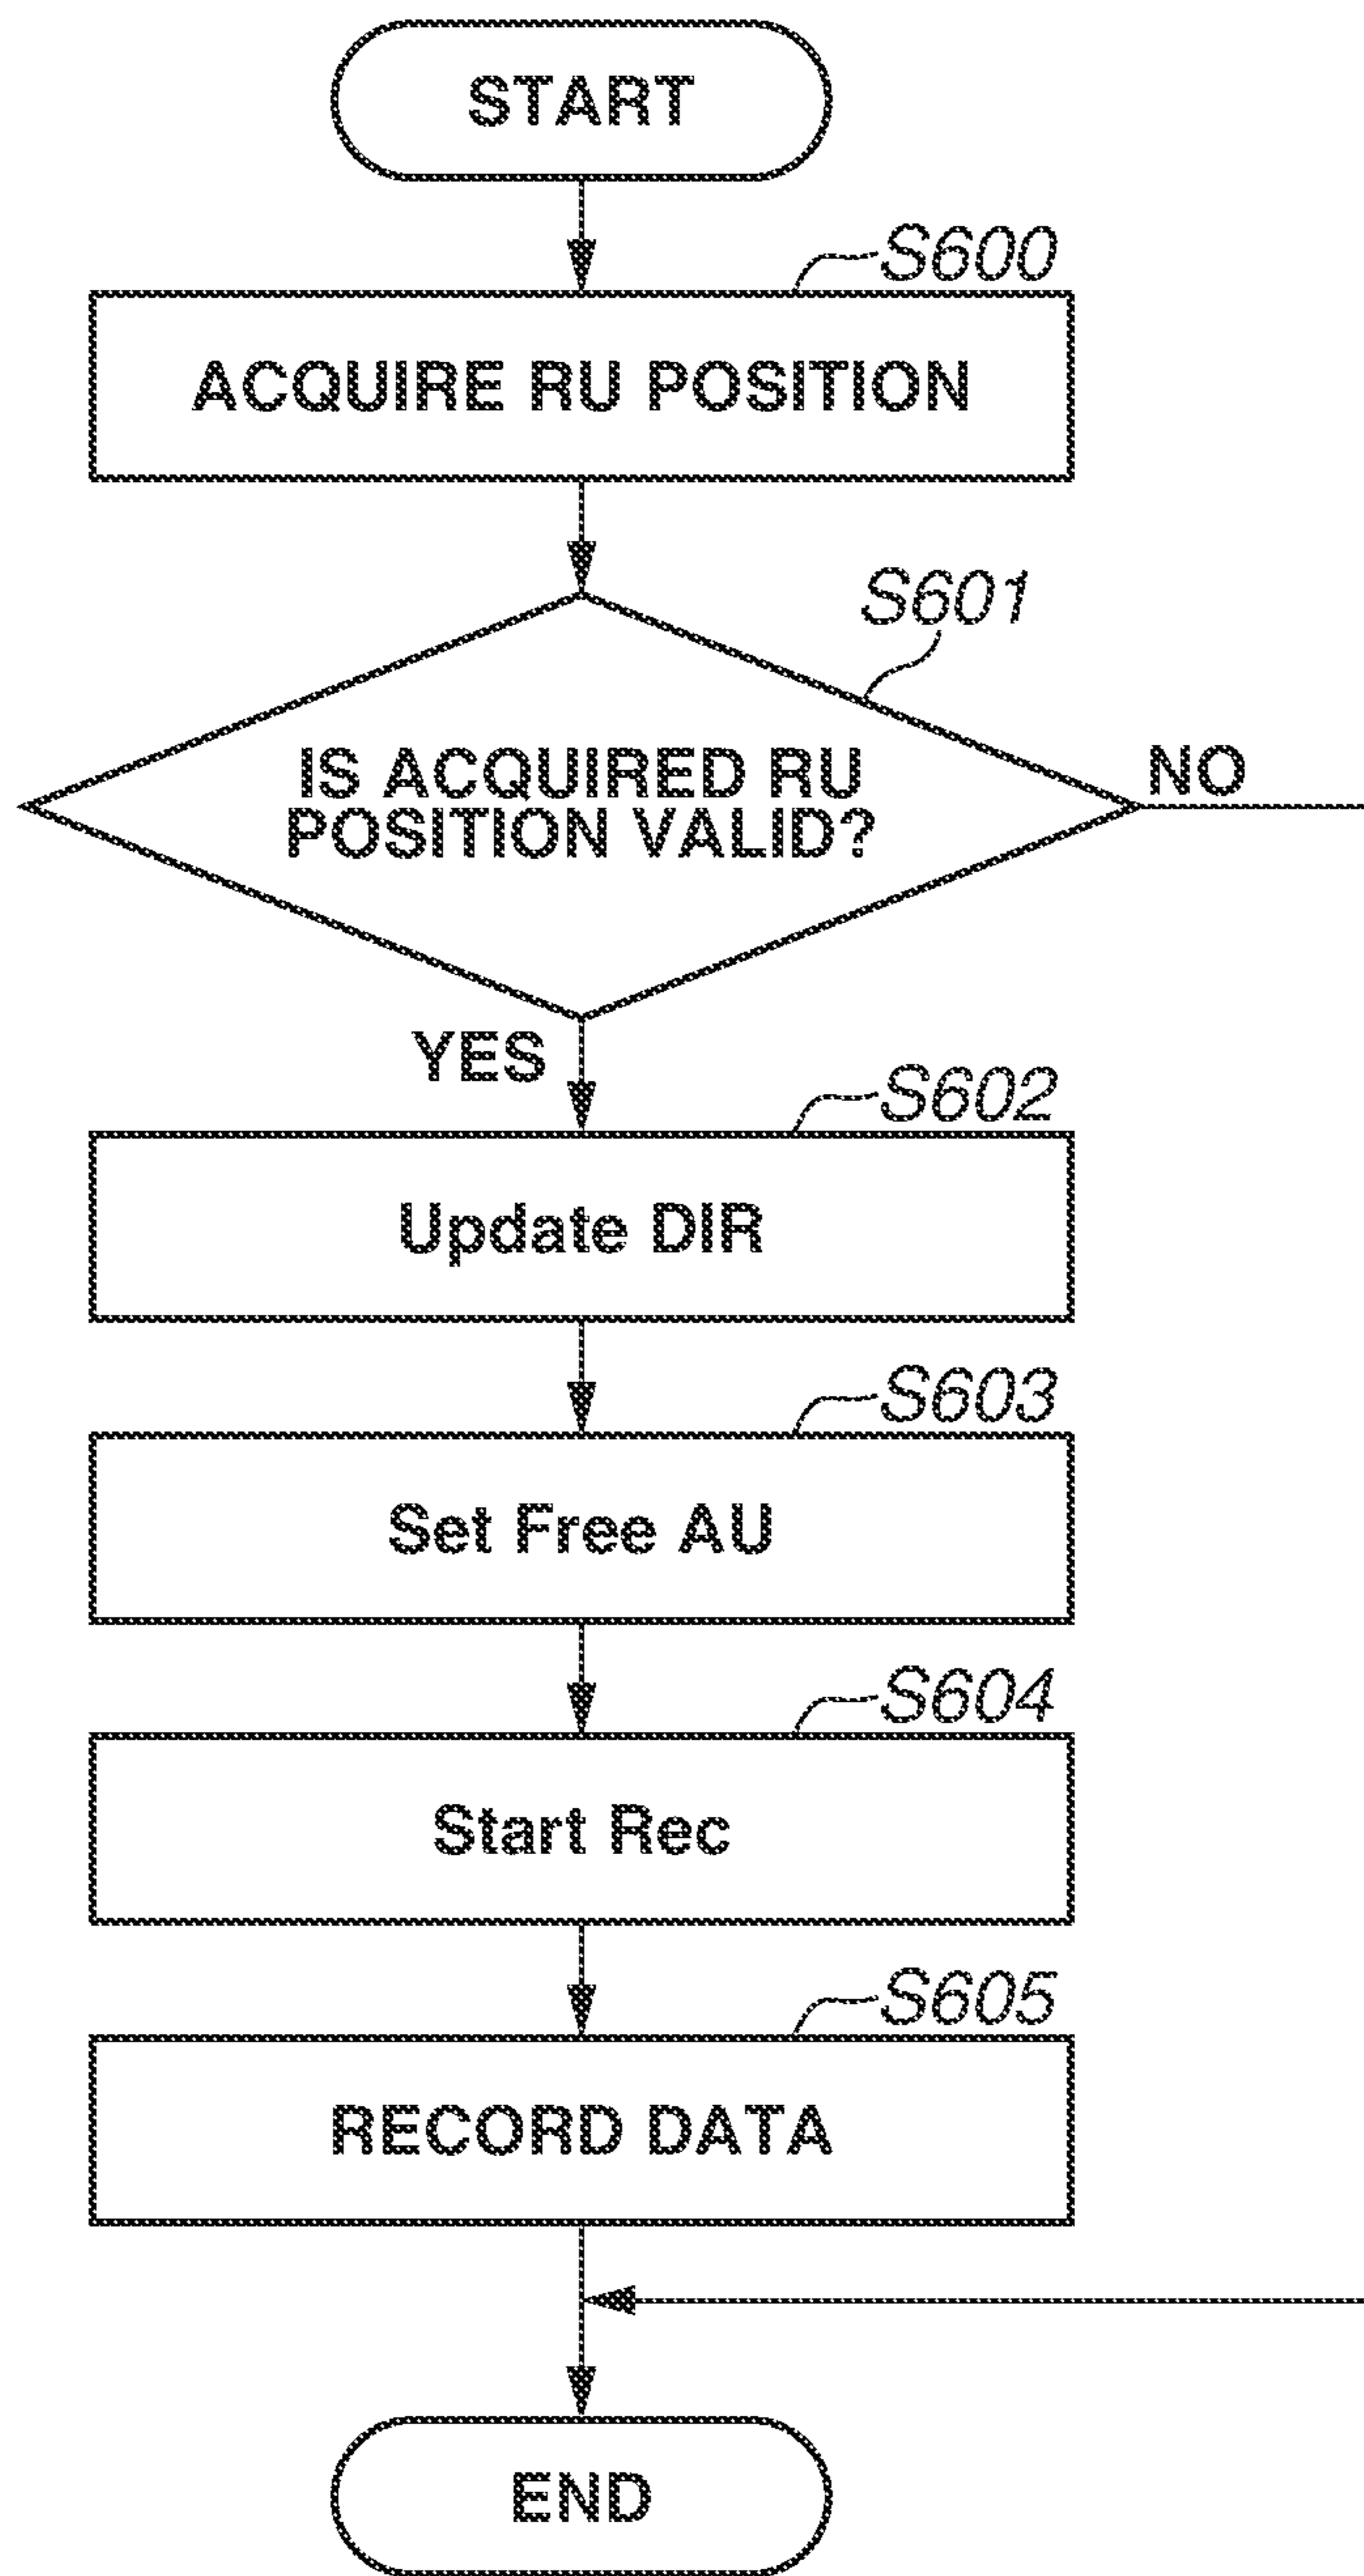 START
S600
ACQUIRE RU POSITION
S601
IS ACQUIRED RU
POSITION VALID?
NO
YES
S602
Update DIR
S603
Set Free AU
S604
Start Rec
S605
RECORD DATA
END